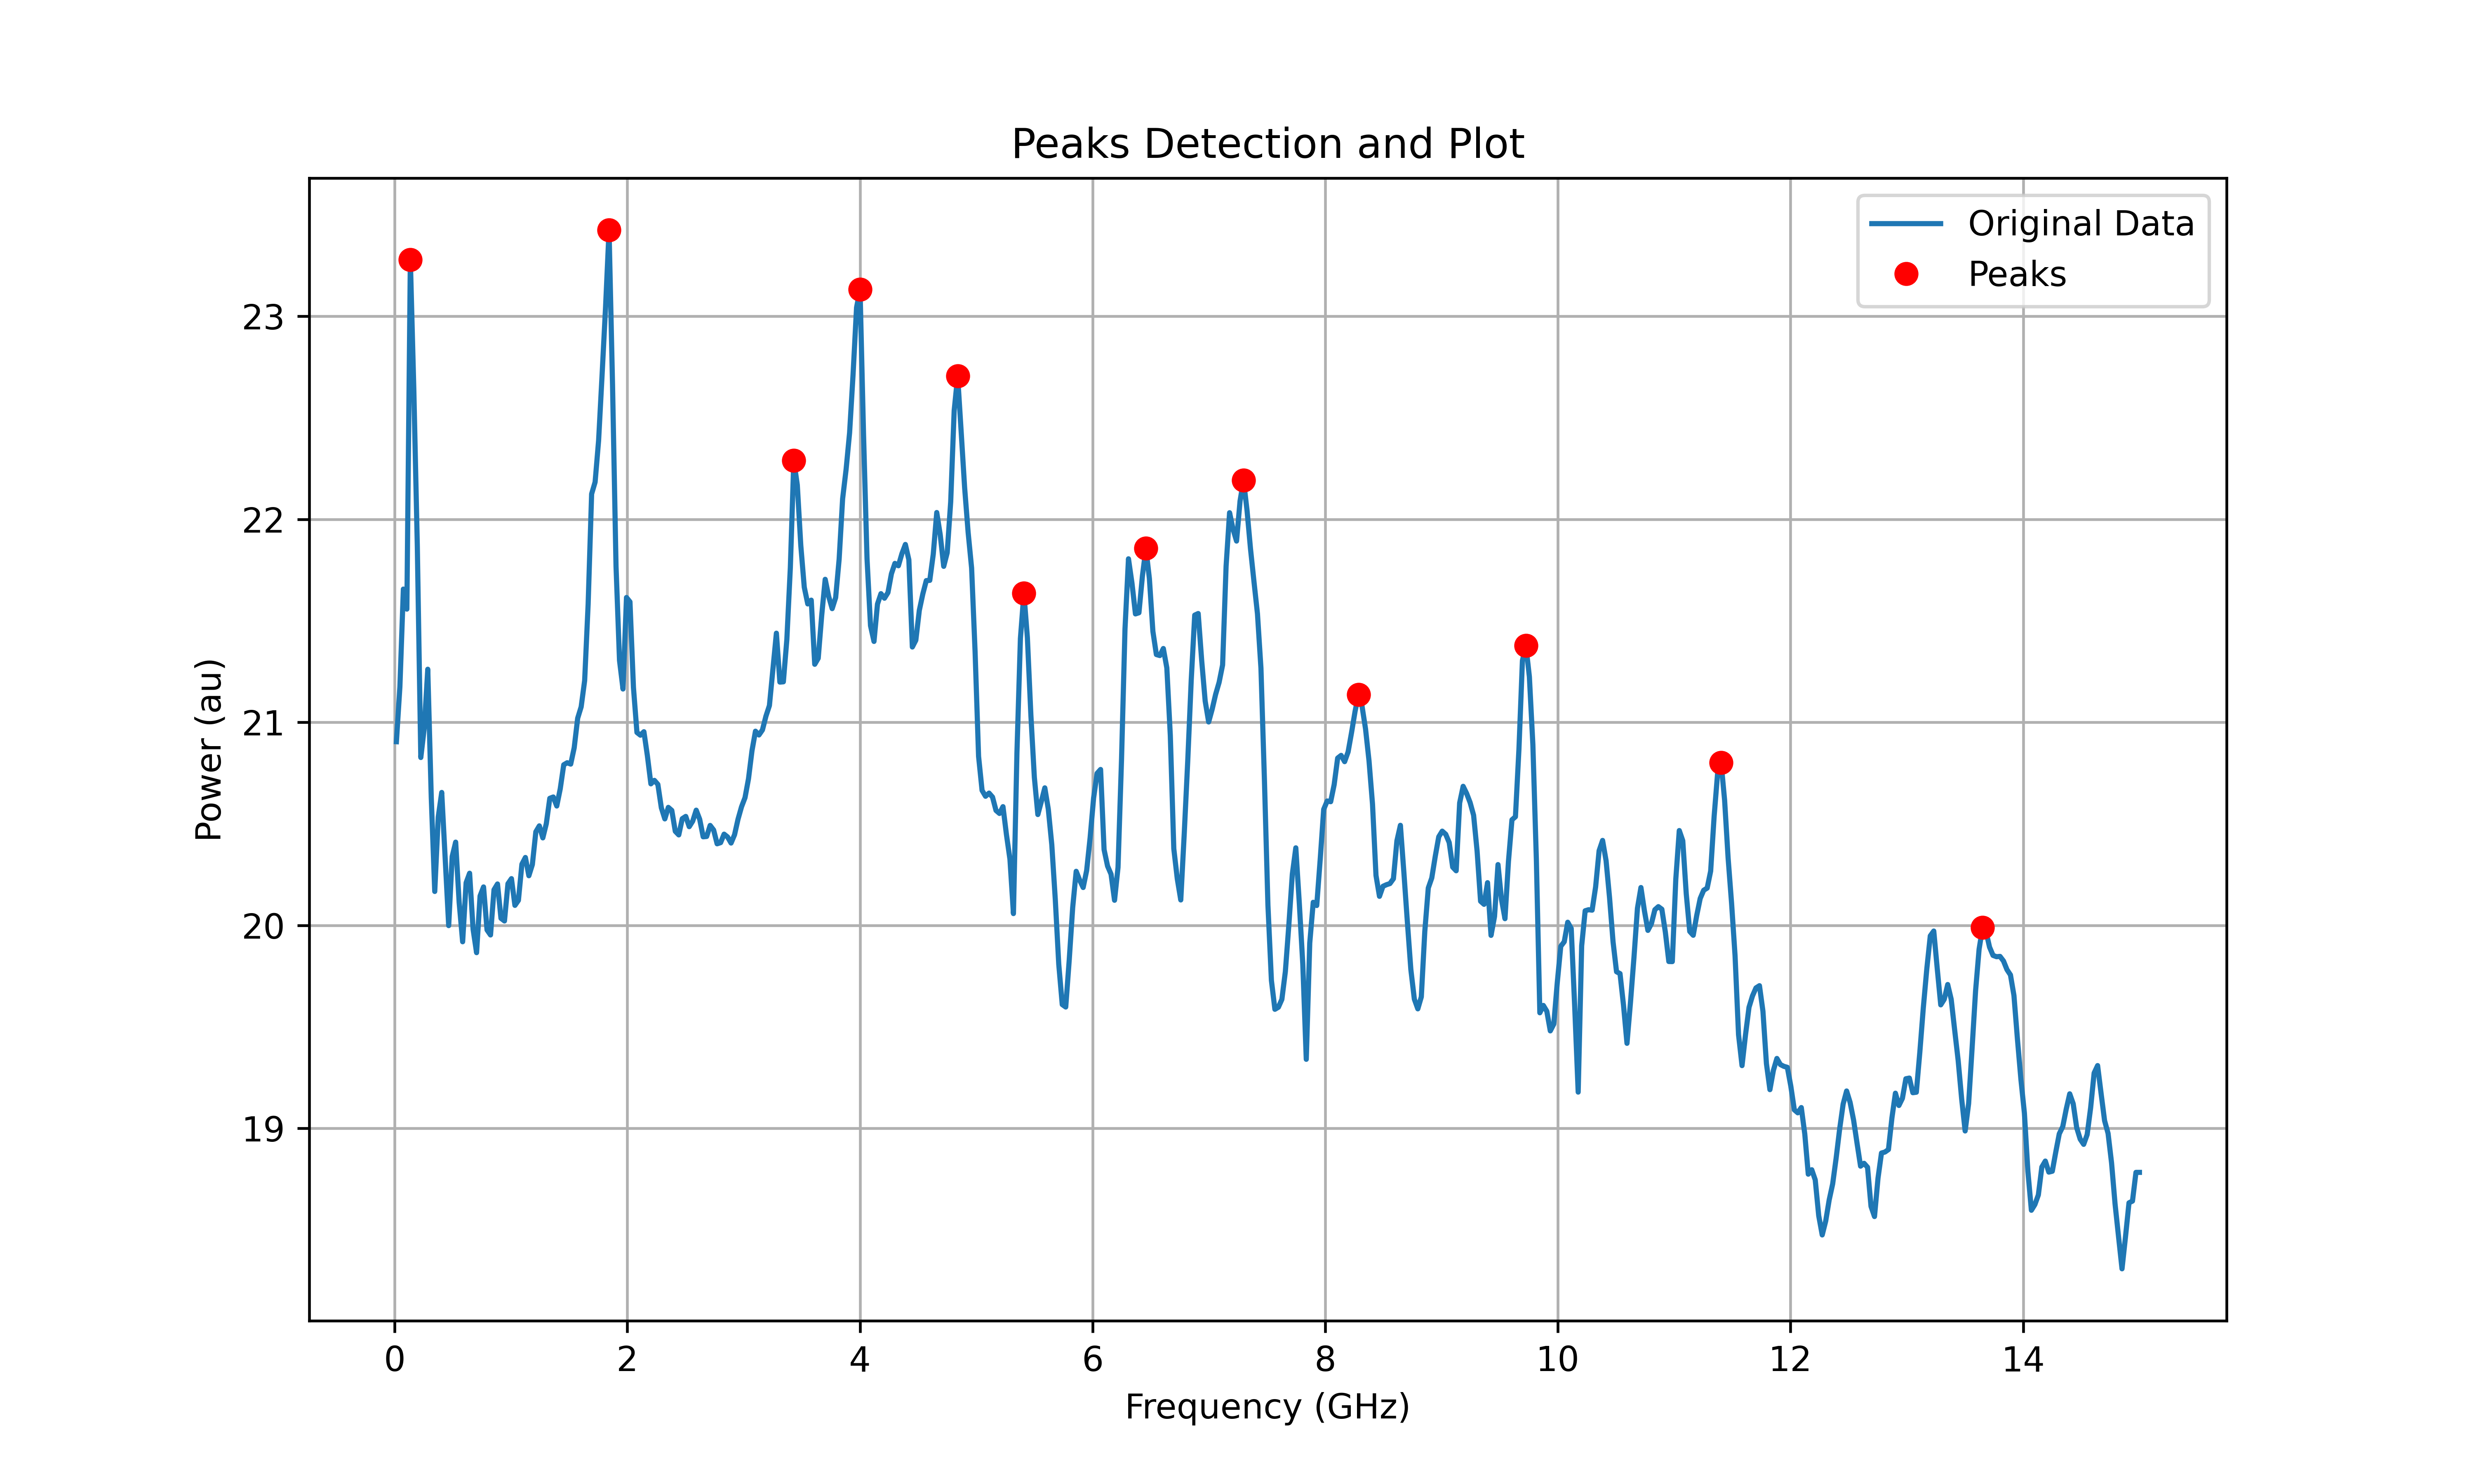 Peaks Detection and Plot
Original Data
Peaks
23
22
21
20
19
Power (au)
0 2 4 6 8 10 12 14
Frequency (GHz)